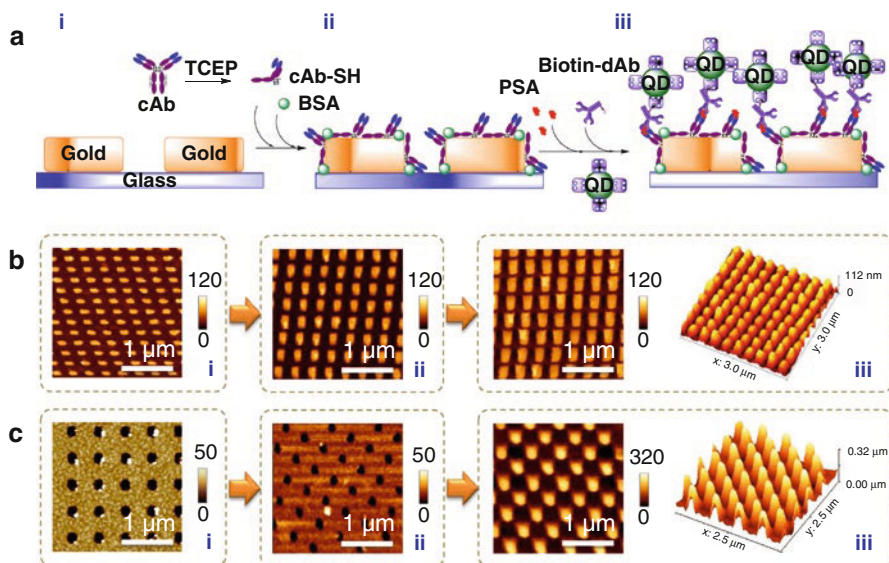 i ii iii
a
TCEP
cAb
cAb-SH
BSA
PSA
Biotin-dAb
QD QD QD QD QD
Gold Gold
Glass
QD
b
120
0
1 µm
i
120
0
1 µm
ii
120
0
1 µm
112 nm
0
x: 3.0 µm
y: 3.0 µm
iii
c
50
0
1 µm
i
50
0
1 µm
ii
320
0
1 µm
0.32 µm
0.00 µm
x: 2.5 µm
y: 2.5 µm
iii